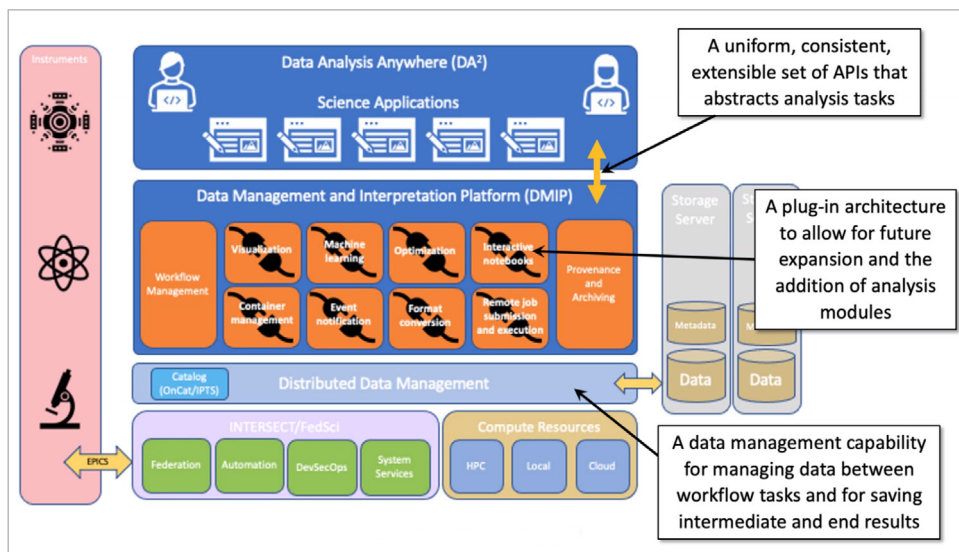 Instruments
EPICS
Data Analysis Anywhere (DA²)
Science Applications
Data Management and Interpretation Platform (DMIP)
Workflow
Management
Visualization
Machine
learning
Optimization
Interactive
notebooks
Container
management
Event
notification
Format
conversion
Remote job
submission
and execution
Provenance
and
Archiving
Catalog
(OnCat/IPTS)
Distributed Data Management
INTERSECT/FedSci
Federation
Automation
DevSecOps
System
Services
Compute Resources
HPC
Local
Cloud
Storage
Server
Metadata
Data
Data
A uniform, consistent,
extensible set of APIs that
abstracts analysis tasks
A plug-in architecture
to allow for future
expansion and the
addition of analysis
modules
A data management capability
for managing data between
workflow tasks and for saving
intermediate and end results